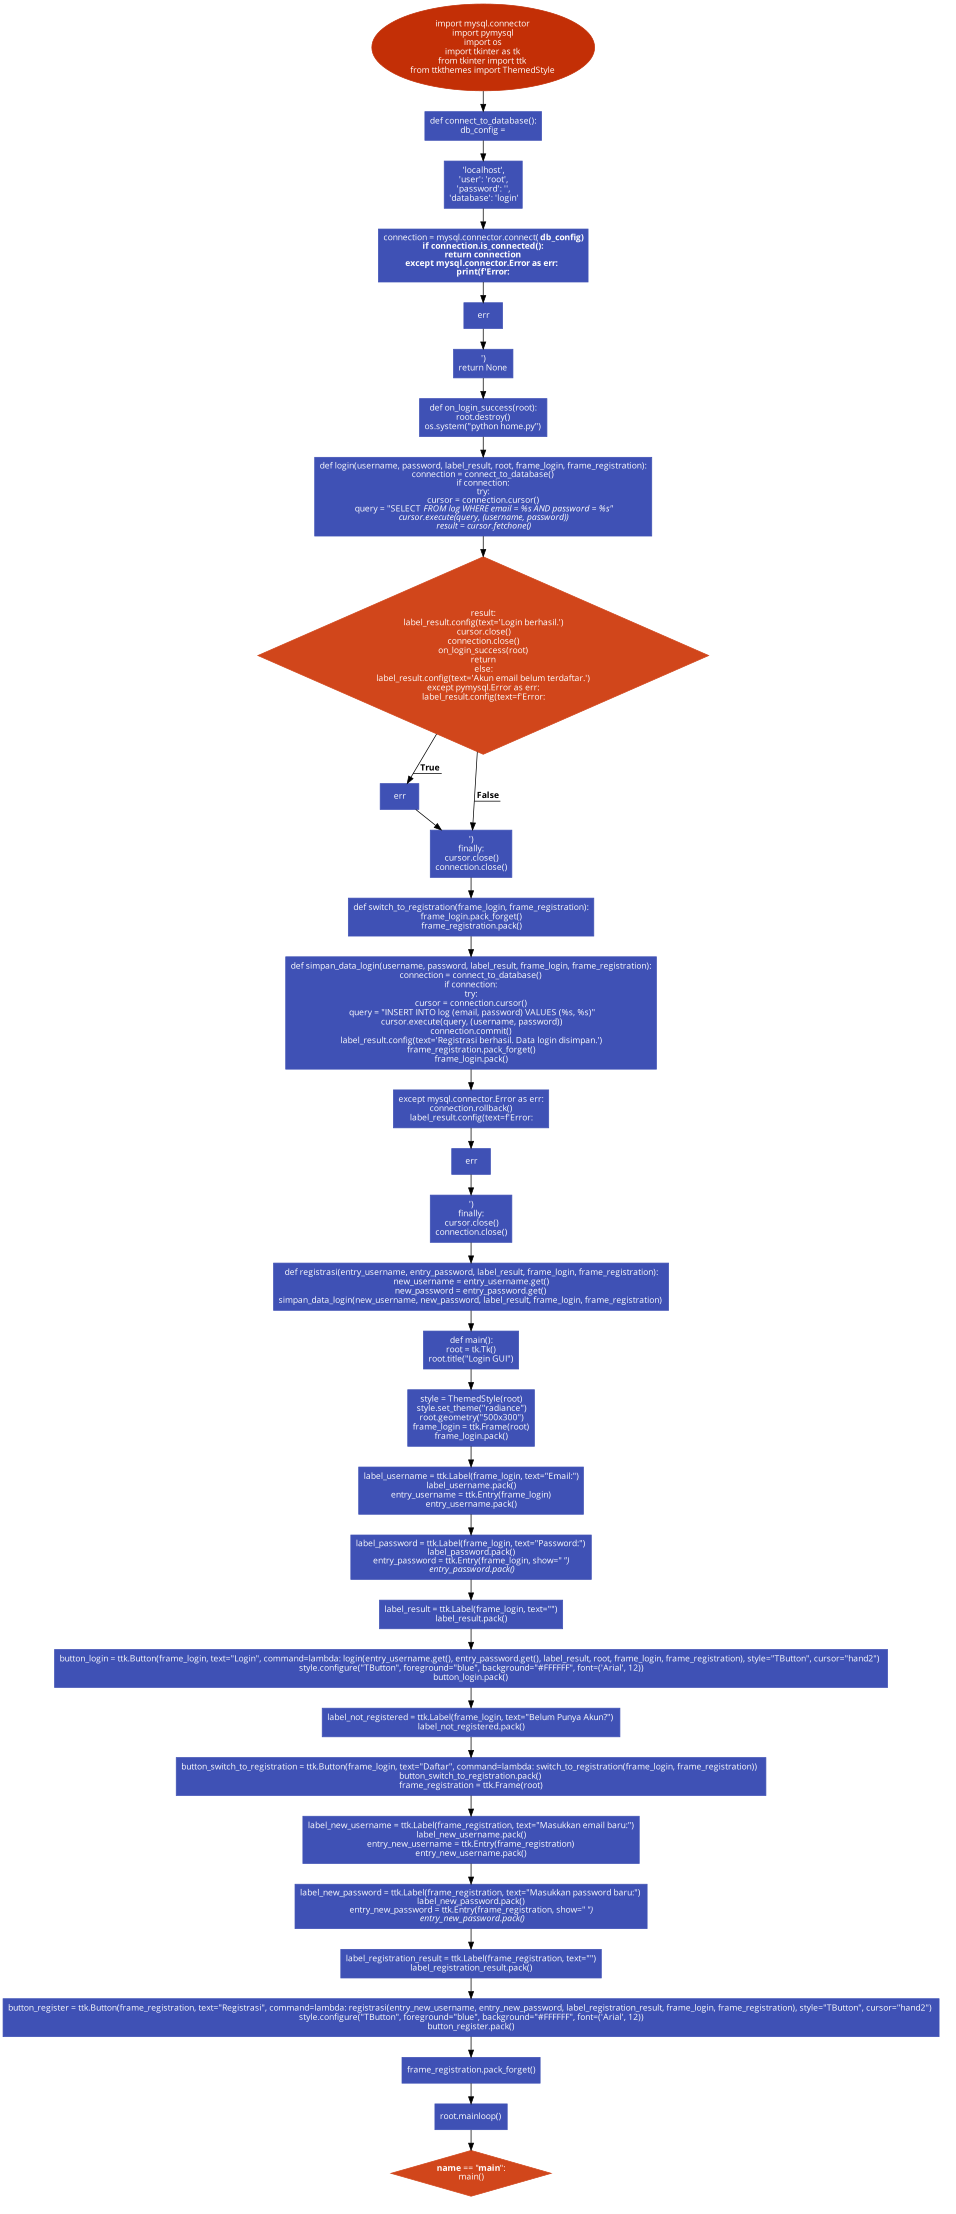 import mysql.connector
import pymysql
import os
import tkinter as tk
from tkinter import ttk
from ttkthemes import ThemedStyle
def connect_to_database():
db_config =
'localhost',
'user': 'root',
'password': '',
'database': 'login'
connection = mysql.connector.connect( db_config)
if connection.is_connected():
return connection
except mysql.connector.Error as err:
print(f'Error:
err
')
return None
def on_login_success(root):
root.destroy()
os.system("python home.py")
def login(username, password, label_result, root, frame_login, frame_registration):
connection = connect_to_database()
if connection:
try:
cursor = connection.cursor()
query = "SELECT FROM log WHERE email = %s AND password = %s"
cursor.execute(query, (username, password))
result = cursor.fetchone()
result:
label_result.config(text='Login berhasil.')
cursor.close()
connection.close()
on_login_success(root)
return
else:
label_result.config(text='Akun email belum terdaftar.')
except pymysql.Error as err:
label_result.config(text=f'Error:
True
err
False
')
finally:
cursor.close()
connection.close()
def switch_to_registration(frame_login, frame_registration):
frame_login.pack_forget()
frame_registration.pack()
def simpan_data_login(username, password, label_result, frame_login, frame_registration):
connection = connect_to_database()
if connection:
try:
cursor = connection.cursor()
query = "INSERT INTO log (email, password) VALUES (%s, %s)"
cursor.execute(query, (username, password))
connection.commit()
label_result.config(text='Registrasi berhasil. Data login disimpan.')
frame_registration.pack_forget()
frame_login.pack()
except mysql.connector.Error as err:
connection.rollback()
label_result.config(text=f'Error:
err
')
finally:
cursor.close()
connection.close()
def registrasi(entry_username, entry_password, label_result, frame_login, frame_registration):
new_username = entry_username.get()
new_password = entry_password.get()
simpan_data_login(new_username, new_password, label_result, frame_login, frame_registration)
def main():
root = tk.Tk()
root.title("Login GUI")
style = ThemedStyle(root)
style.set_theme("radiance")
root.geometry("500x300")
frame_login = ttk.Frame(root)
frame_login.pack()
label_username = ttk.Label(frame_login, text="Email:")
label_username.pack()
entry_username = ttk.Entry(frame_login)
entry_username.pack()
label_password = ttk.Label(frame_login, text="Password:")
label_password.pack()
entry_password = ttk.Entry(frame_login, show=" ")
entry_password.pack()
label_result = ttk.Label(frame_login, text="")
label_result.pack()
button_login = ttk.Button(frame_login, text="Login", command=lambda: login(entry_username.get(), entry_password.get(), label_result, root, frame_login, frame_registration), style="TButton", cursor="hand2")
style.configure("TButton", foreground="blue", background="#FFFFFF", font=('Arial', 12))
button_login.pack()
label_not_registered = ttk.Label(frame_login, text="Belum Punya Akun?")
label_not_registered.pack()
button_switch_to_registration = ttk.Button(frame_login, text="Daftar", command=lambda: switch_to_registration(frame_login, frame_registration))
button_switch_to_registration.pack()
frame_registration = ttk.Frame(root)
label_new_username = ttk.Label(frame_registration, text="Masukkan email baru:")
label_new_username.pack()
entry_new_username = ttk.Entry(frame_registration)
entry_new_username.pack()
label_new_password = ttk.Label(frame_registration, text="Masukkan password baru:")
label_new_password.pack()
entry_new_password = ttk.Entry(frame_registration, show=" ")
entry_new_password.pack()
label_registration_result = ttk.Label(frame_registration, text="")
label_registration_result.pack()
button_register = ttk.Button(frame_registration, text="Registrasi", command=lambda: registrasi(entry_new_username, entry_new_password, label_registration_result, frame_login, frame_registration), style="TButton", cursor="hand2")
style.configure("TButton", foreground="blue", background="#FFFFFF", font=('Arial', 12))
button_register.pack()
frame_registration.pack_forget()
root.mainloop()
name == "main":
main()